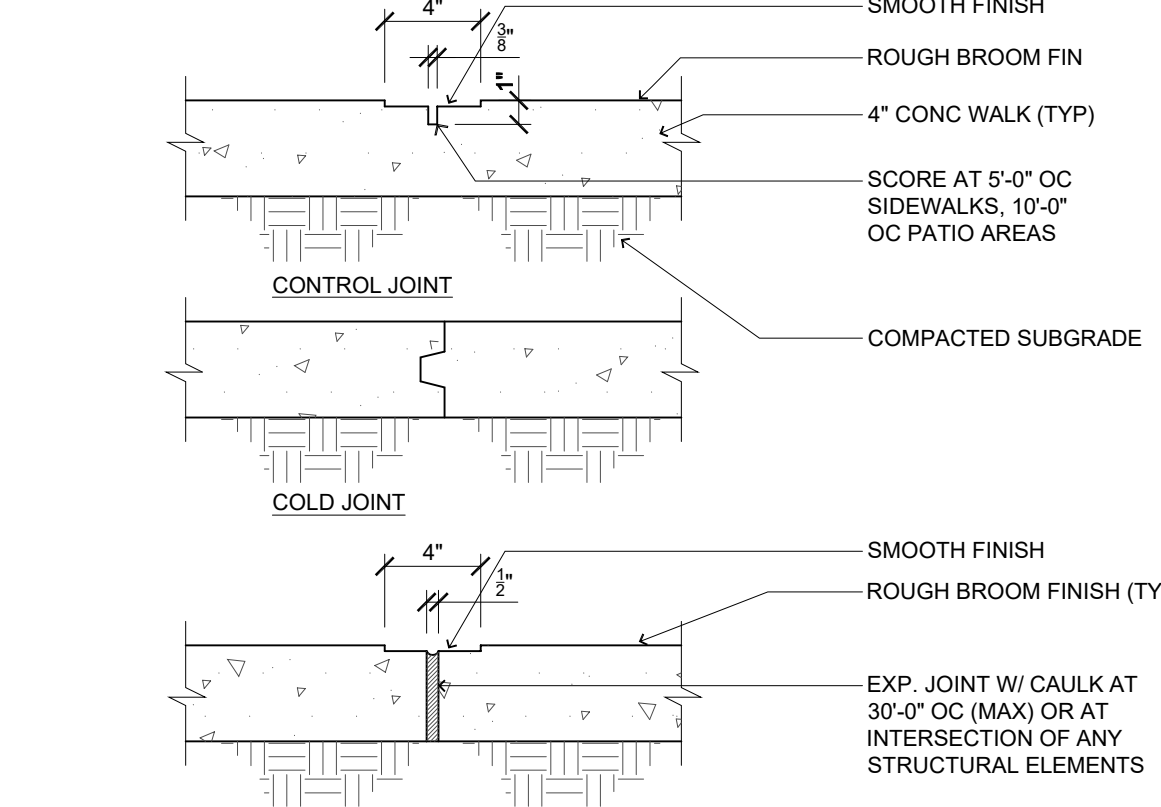 4"
SMOOTH FINISH
3/8"
ROUGH BROOM FIN
1"
4" CONC WALK (TYP)
SCORE AT 5'-0" OC
SIDEWALKS, 10'-0"
OC PATIO AREAS
CONTROL JOINT
COMPACTED SUBGRADE
COLD JOINT
4"
SMOOTH FINISH
1/2"
ROUGH BROOM FINISH (TY
EXP. JOINT W/ CAULK AT
30'-0" OC (MAX) OR AT
INTERSECTION OF ANY
STRUCTURAL ELEMENTS